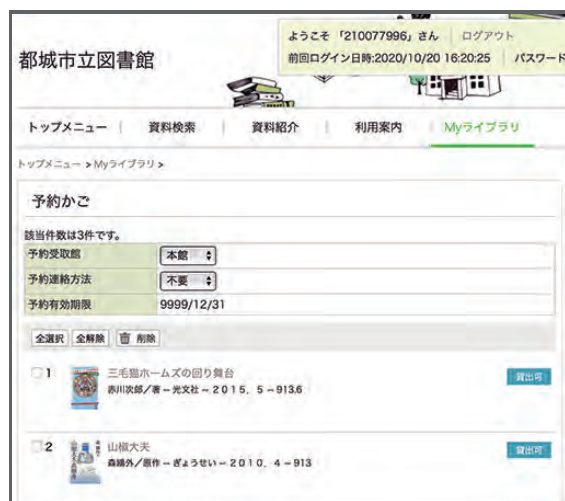 ようこそ 「210077996」さん ログアウト
都城市立図書館
前回ログイン日時:2020/10/20 16:20:25 パスワード
トップメニュー 資料検索 資料紹介 利用案内 Myライブラリ
トップメニュー > Myライブラリ >
予約かご
該当件数は3件です。
予約受取館 本館
予約連絡方法 不要
予約有効期限 9999/12/31
全選択 全解除 削除
1 三毛猫ホームズの回り舞台 貸出可
赤川次郎/著 -- 光文社 -- 2015. 5 -- 913.6
2 山椒大夫 貸出可
森鴎外/原作 -- ぎょうせい -- 2010. 4 -- 913